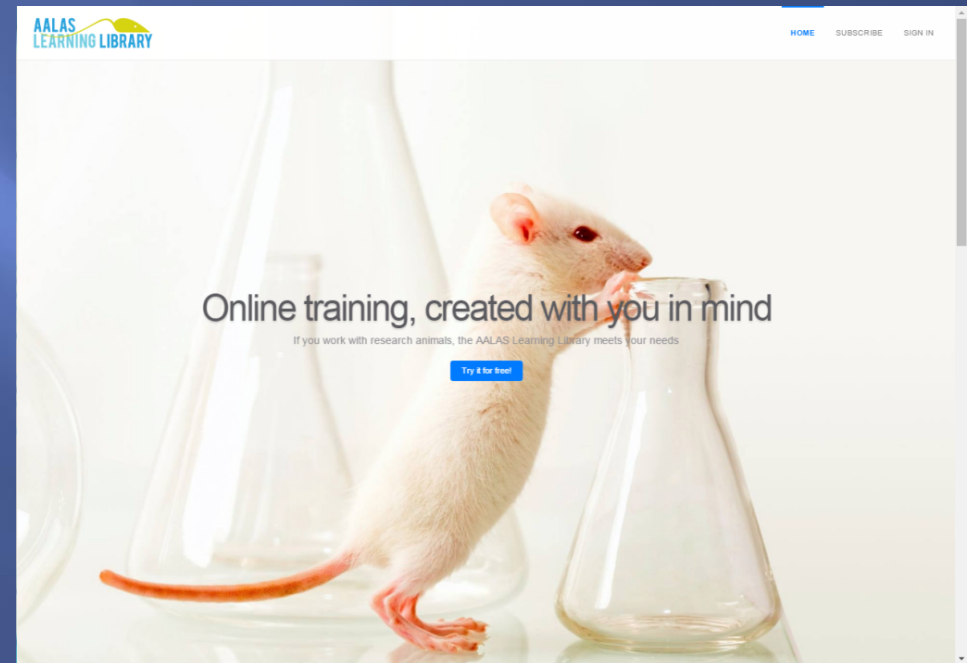 AALAS
LEARNING LIBRARY
HOME SUBSCRIBE SIGN IN
Online training, created with you in mind
If you work with research animals, the AALAS Learning Library meets your needs
Try it for free!